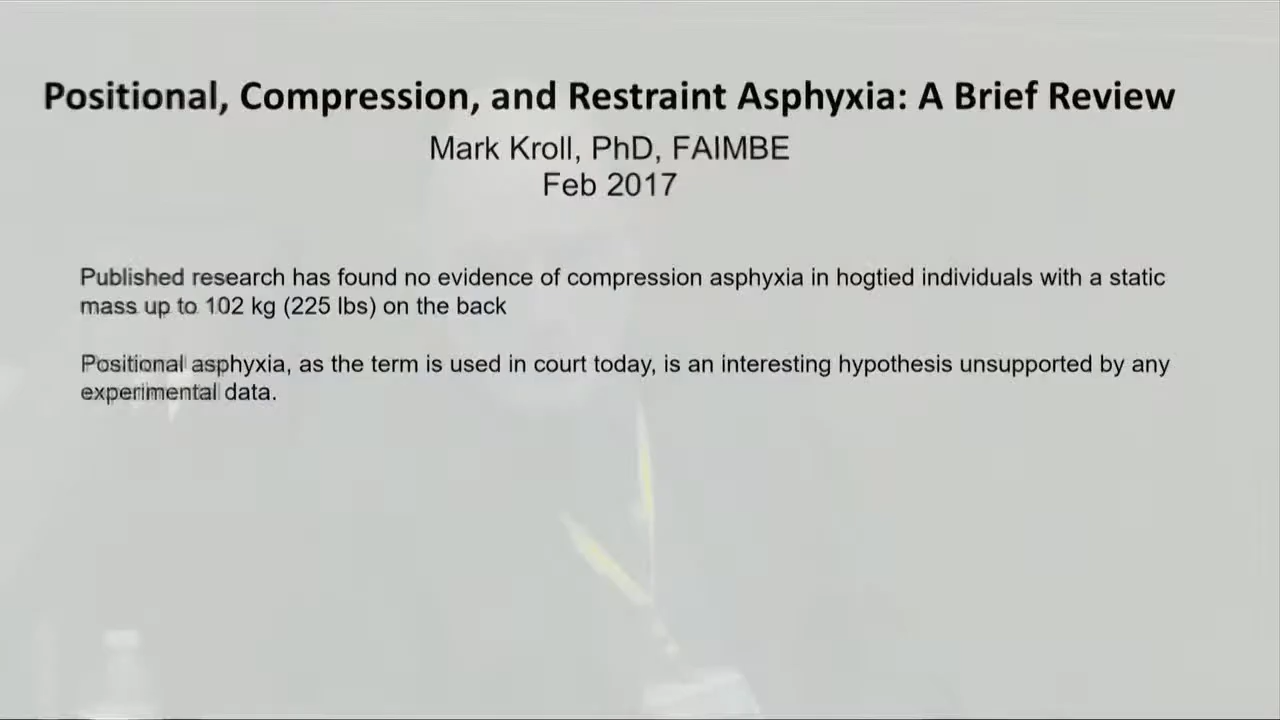 Positional, Compression, and Restraint Asphyxia: A Brief Review
Mark Kroll, PhD, FAIMBE
Feb 2017
Published research has found no evidence of compression asphyxia in hogtied individuals with a static
mass up to 102 kg (225 lbs) on the back
Positional asphyxia, as the term is used in court today, is an interesting hypothesis unsupported by any
experimental data.